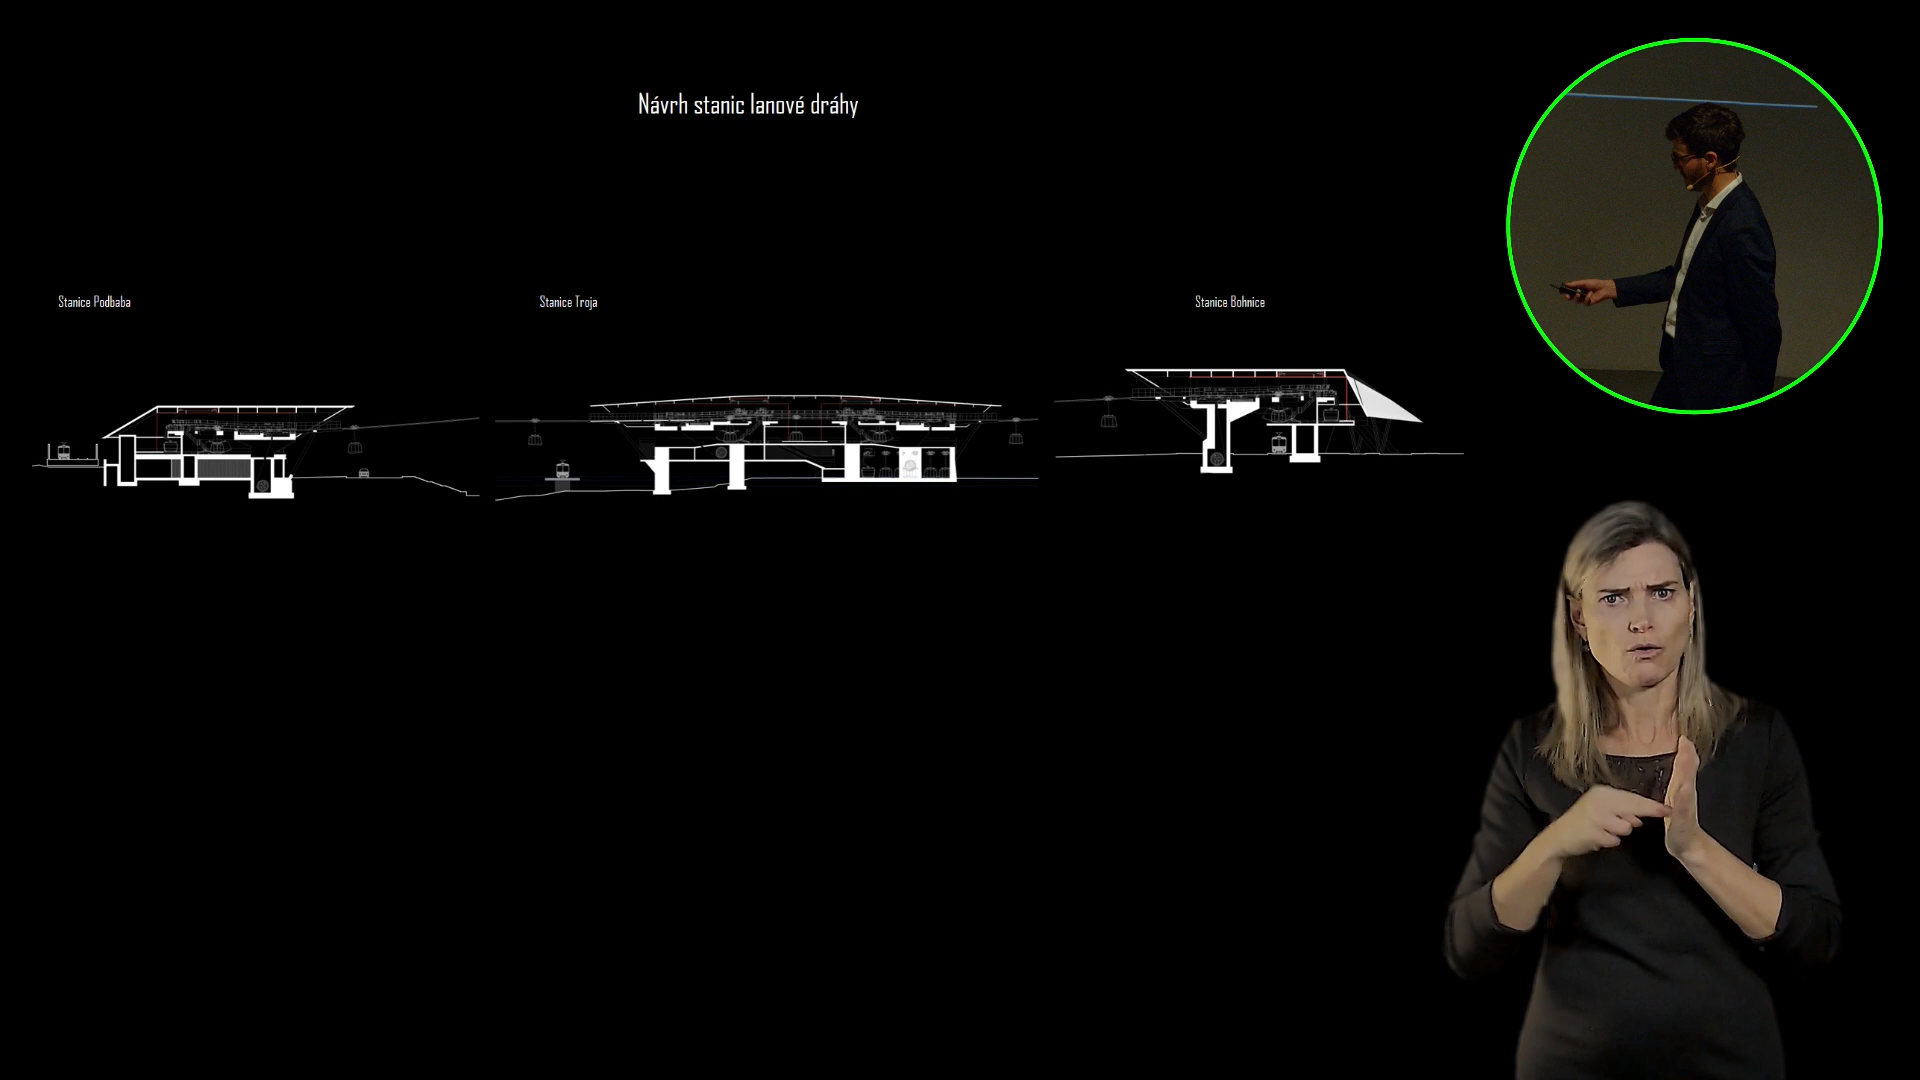 Návrh stanic lanové dráhy
Stanice Podbaba
Stanice Troja
Stanice Bohnice